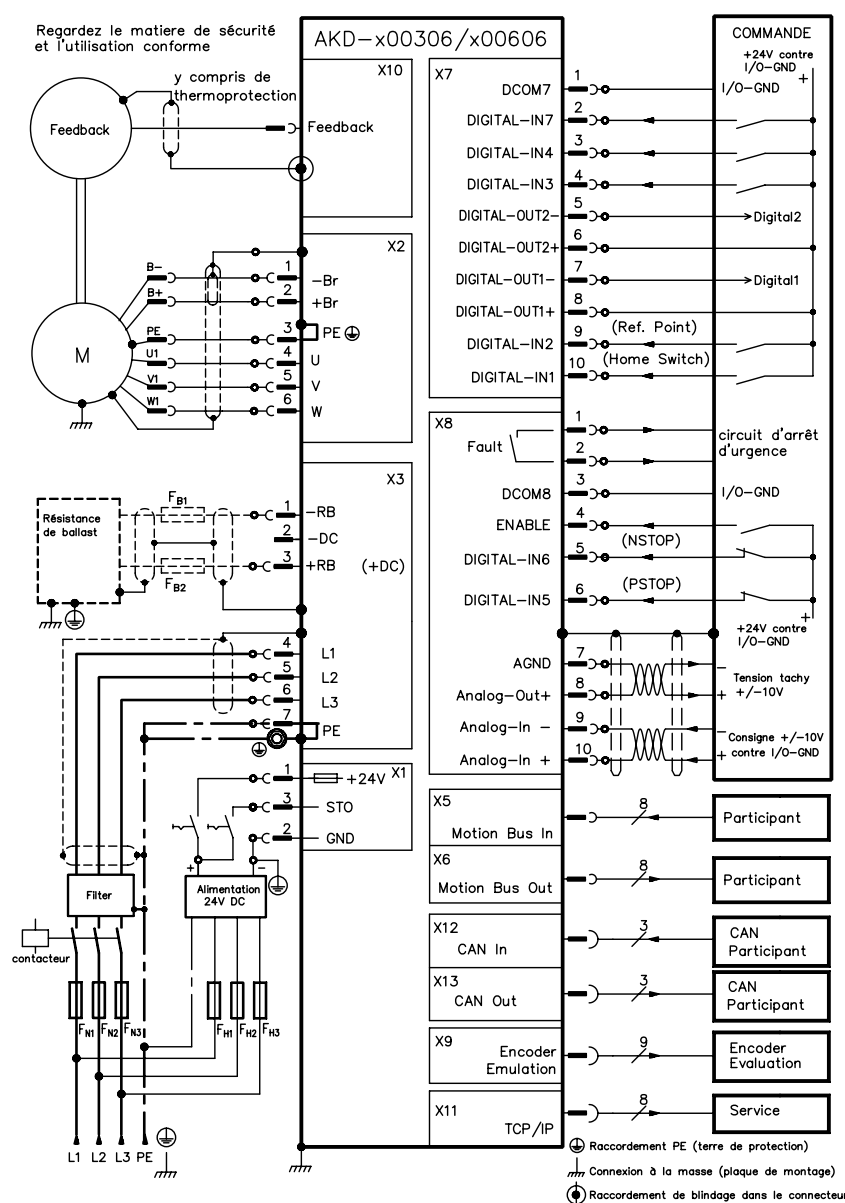 Regardez le matiere de sécurité
et l'utilisation conforme
AKD-x00306/x00606
COMMANDE
+24V contre
I/O-GND
+
X10
y compris de
thermoprotection
Feedback
Feedback
X7
DCOM7 1 I/O-GND
DIGITAL-IN7 2
DIGITAL-IN4 3
DIGITAL-IN3 4
DIGITAL-OUT2- 5 Digital2
DIGITAL-OUT2+ 6
DIGITAL-OUT1- 7 Digital1
DIGITAL-OUT1+ 8
DIGITAL-IN2 9 (Ref. Point)
DIGITAL-IN1 10 (Home Switch)
X2
B- 1 -Br
B+ 2 +Br
PE 3 PE
U1 4 U
V1 5 V
W1 6 W
M
X8
Fault 1
2
circuit d'arrêt
d'urgence
DCOM8 3 I/O-GND
ENABLE 4
DIGITAL-IN6 5 (NSTOP)
DIGITAL-IN5 6 (PSTOP)
+
+24V contre
I/O-GND
AGND 7 -
Analog-Out+ 8 +
Tension tachy
+/-10V
Analog-In - 9 -
Analog-In + 10 +
Consigne +/-10V
contre I/O-GND
X3
Résistance
de ballast
FB1
FB2
1 -RB
2 -DC
3 +RB (+DC)
4 L1
5 L2
6 L3
7 PE
X1
1 +24V
3 STO
2 GND
+ -
Alimentation
24V DC
Filter
contacteur
FN1 FN2 FN3
FH1 FH2 FH3
L1 L2 L3 PE
X5
Motion Bus In 8 Participant
X6
Motion Bus Out 8 Participant
X12
CAN In 3 CAN
Participant
X13
CAN Out 3 CAN
Participant
X9
Encoder
Emulation 9 Encoder
Evaluation
X11
TCP/IP 8 Service
Raccordement PE (terre de protection)
Connexion à la masse (plaque de montage)
Raccordement de blindage dans le connecteur